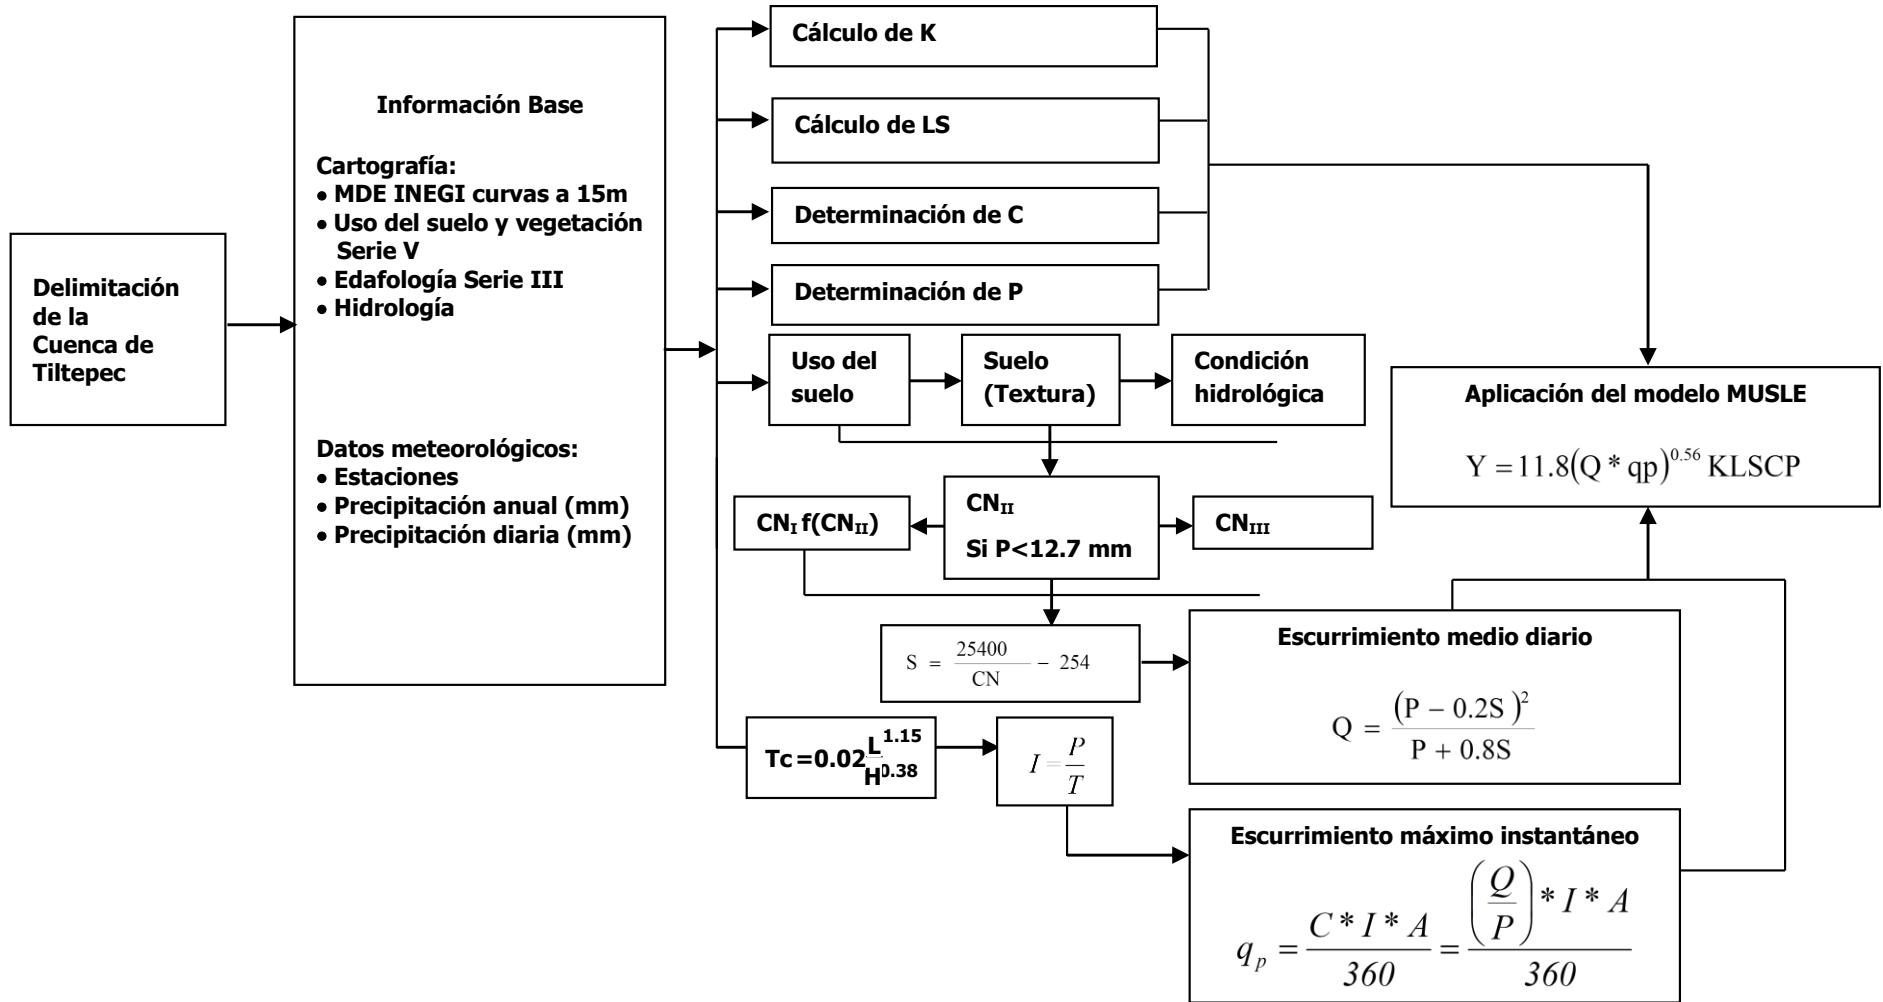 Delimitación
de la
Cuenca de
Tiltepec
Información Base
Cartografía:
• MDE INEGI curvas a 15m
• Uso del suelo y vegetación
Serie V
• Edafología Serie III
• Hidrología
Datos meteorológicos:
• Estaciones
• Precipitación anual (mm)
• Precipitación diaria (mm)
Cálculo de K
Cálculo de LS
Determinación de C
Determinación de P
Uso del
suelo
Suelo
(Textura)
Condición
hidrológica
CN_I f(CN_II)
CN_II
Si P<12.7 mm
CN_III
S = 25400/CN − 254
Tc=0.02 L^1.15/H^0.38
I = P/T
Escurrimiento medio diario
Q = (P − 0.2S)²/(P + 0.8S)
Escurrimiento máximo instantáneo
q_p = C * I * A/360 = (Q/P) * I * A/360
Aplicación del modelo MUSLE
Y = 11.8(Q * qp)^0.56 KLSCP